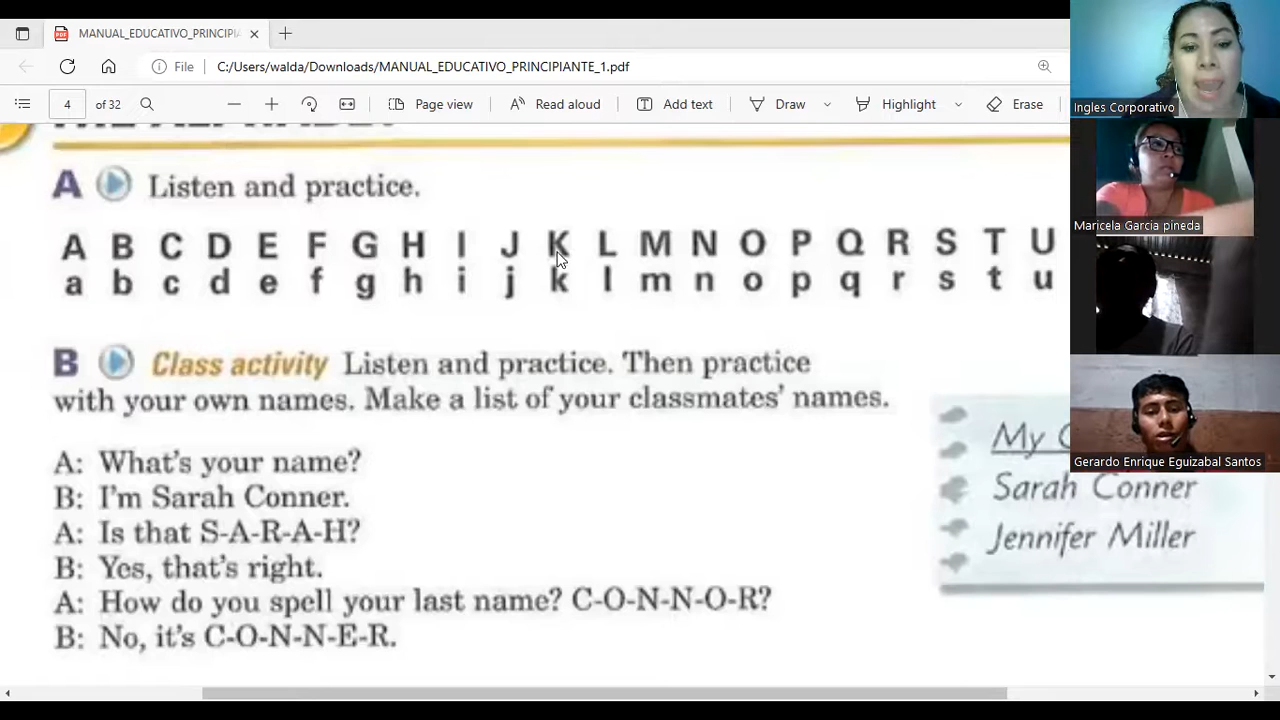 MANUAL_EDUCATIVO_PRINCIPI
File C:/Users/walda/Downloads/MANUAL_EDUCATIVO_PRINCIPIANTE_1.pdf
4 of 32 Page view Read aloud Add text Draw Highlight Erase
THE ALPHABET
A Listen and practice.
A B C D E F G H I J K L M N O P Q R S T U
a b c d e f g h i j k l m n o p q r s t u
B Class activity Listen and practice. Then practice
with your own names. Make a list of your classmates' names.
A: What's your name?
B: I'm Sarah Conner.
A: Is that S-A-R-A-H?
B: Yes, that's right.
A: How do you spell your last name? C-O-N-N-O-R?
B: No, it's C-O-N-N-E-R.
My
Sarah Conner
Jennifer Miller
Ingles Corporativo
Maricela Garcia pineda
Gerardo Enrique Eguizabal Santos